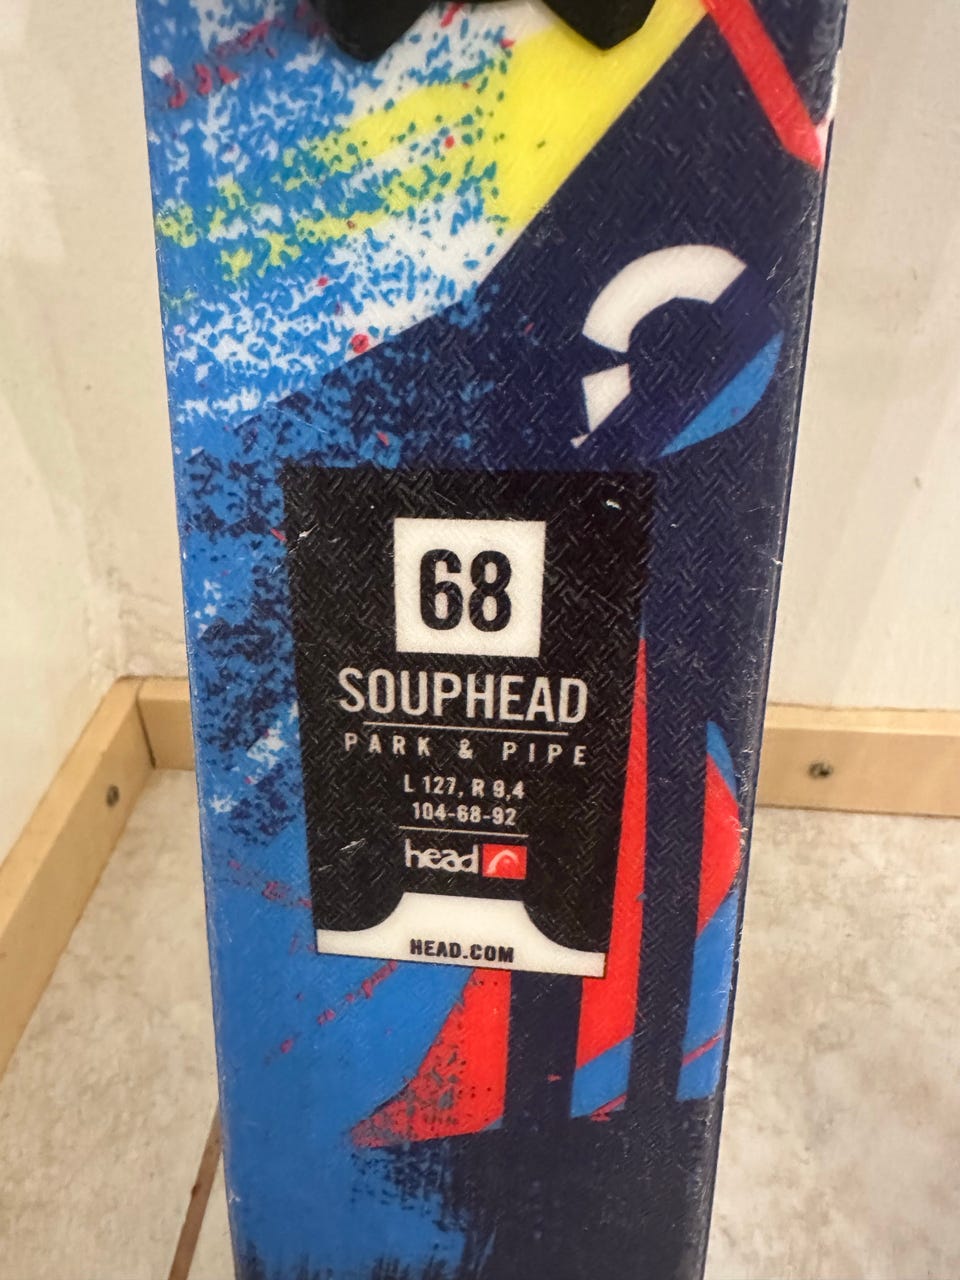 68
SOUPHEAD
PARK & PIPE
L 127, R 9,4
104-68-92
head
HEAD.COM